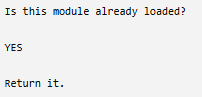 Is this module already loaded?
YES
Return it.